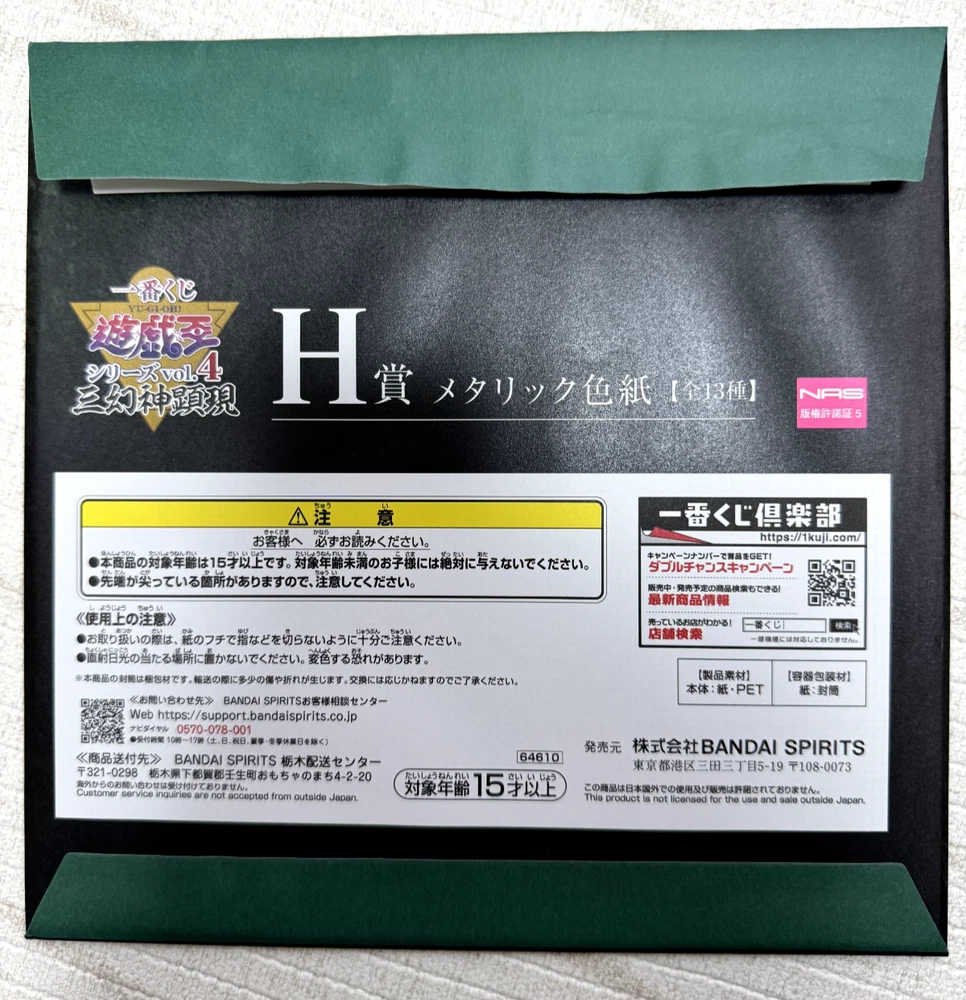 一番くじ
YU-GI-OH!
遊戯王
シリーズ vol.4
三幻神顕現
H賞 メタリック色紙【全13種】
NAS
版権許諾証 5
⚠注意
お客様へ 必ずお読みください。
●本商品の対象年齢は15才以上です。対象年齢未満のお子様には絶対に与えないでください。
●先端が尖っている箇所がありますので、注意してください。
《使用上の注意》
●お取り扱いの際は、紙のフチで指などを切らないように十分ご注意ください。
●直射日光の当たる場所に置かないでください。変色する恐れがあります。
※本商品の封筒は梱包材です。輸送の際に多少の傷や折れが生じます。交換には応じかねますのでご了承ください。
≪お問い合わせ先≫ BANDAI SPIRITSお客様相談センター
Web https://support.bandaispirits.co.jp
ナビダイヤル 0570-078-001
●受付時間 10時〜17時(土、日、祝日、夏季・冬季休業日を除く)
≪商品送付先≫ BANDAI SPIRITS 栃木配送センター
〒321-0298 栃木県下都賀郡壬生町おもちゃのまち4-2-20
海外からのお問い合わせは受け付けておりません。
Customer service inquiries are not accepted from outside Japan.
64610
対象年齢15才以上
一番くじ倶楽部
https://1kuji.com/
キャンペーンナンバーで賞品をGET!
ダブルチャンスキャンペーン
販売中・発売予定の商品検索もできる!
最新商品情報
売っているお店がわかる!
店舗検索
一番くじ 検索
一部機種には対応しておりません。
【製品素材】
本体:紙・PET
【容器包装材】
紙:封筒
発売元 株式会社BANDAI SPIRITS
東京都港区三田三丁目5-19 〒108-0073
この商品は日本国外での使用及び販売は許諾されておりません。
This product is not licensed for the use and sale outside Japan.